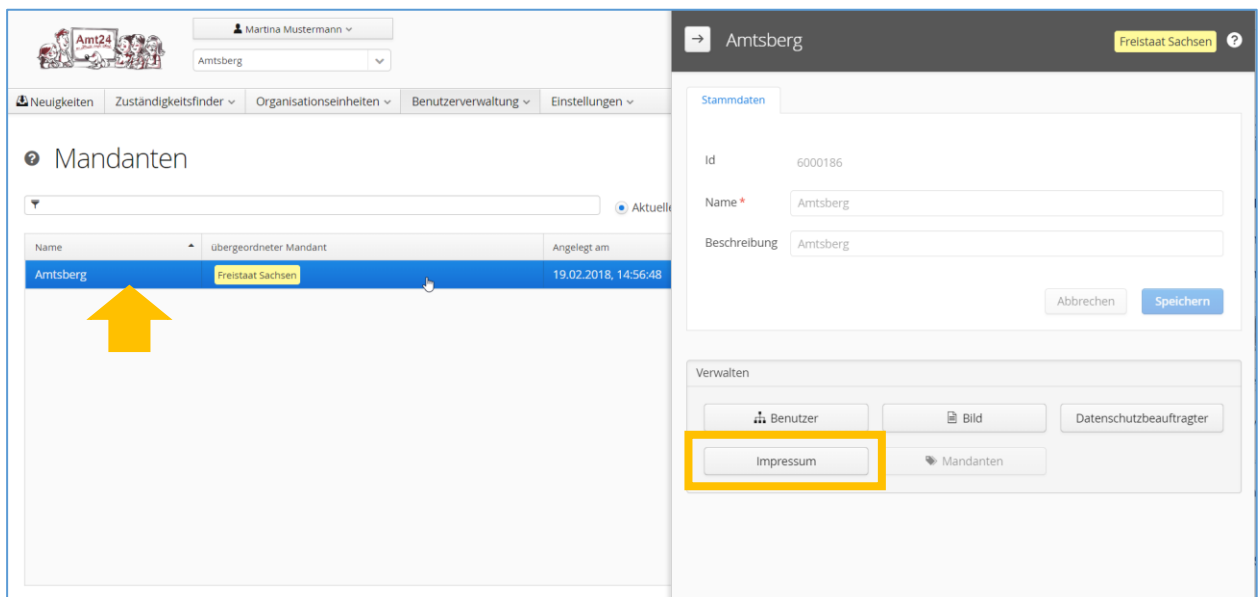 Amt24
Martina Mustermann
Amtsberg
Neuigkeiten Zuständigkeitsfinder Organisationseinheiten Benutzerverwaltung Einstellungen
Mandanten
Aktuelle
Name übergeordneter Mandant Angelegt am
Amtsberg Freistaat Sachsen 19.02.2018, 14:56:48
Amtsberg Freistaat Sachsen
Stammdaten
Id 6000186
Name * Amtsberg
Beschreibung Amtsberg
Abbrechen Speichern
Verwalten
Benutzer Bild Datenschutzbeauftragter
Impressum Mandanten